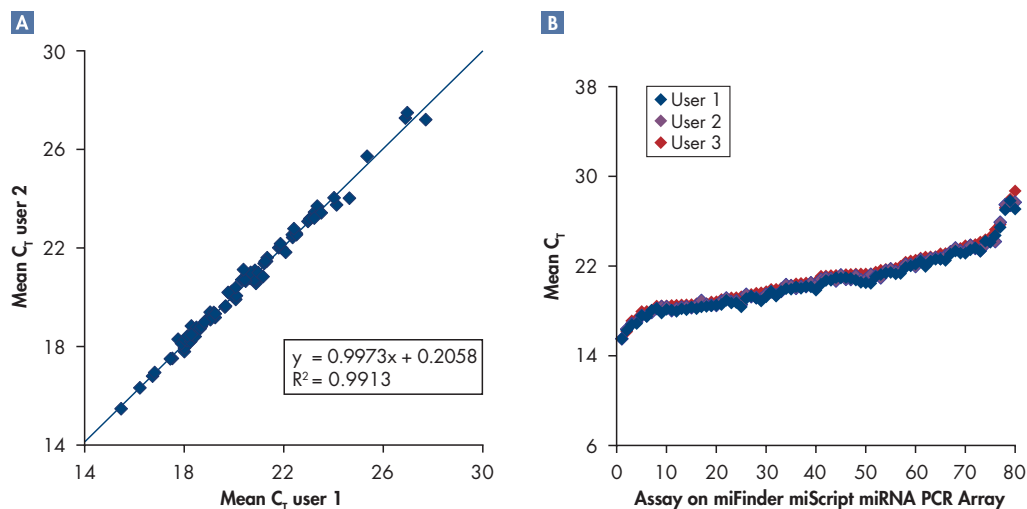 A
30
26
22
18
14
Mean CT user 2
y = 0.9973x + 0.2058
R2 = 0.9913
14 18 22 26 30
Mean CT user 1
B
38
30
22
14
6
Mean CT
User 1
User 2
User 3
0 10 20 30 40 50 60 70 80
Assay on miFinder miScript miRNA PCR Array